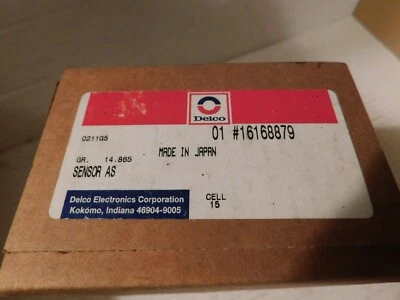 Delco
01 #16168879
0211G5
MADE IN JAPAN
GR. 14.865
SENSOR AS
Delco Electronics Corporation
Kokomo, Indiana 46904-9005
CELL
15